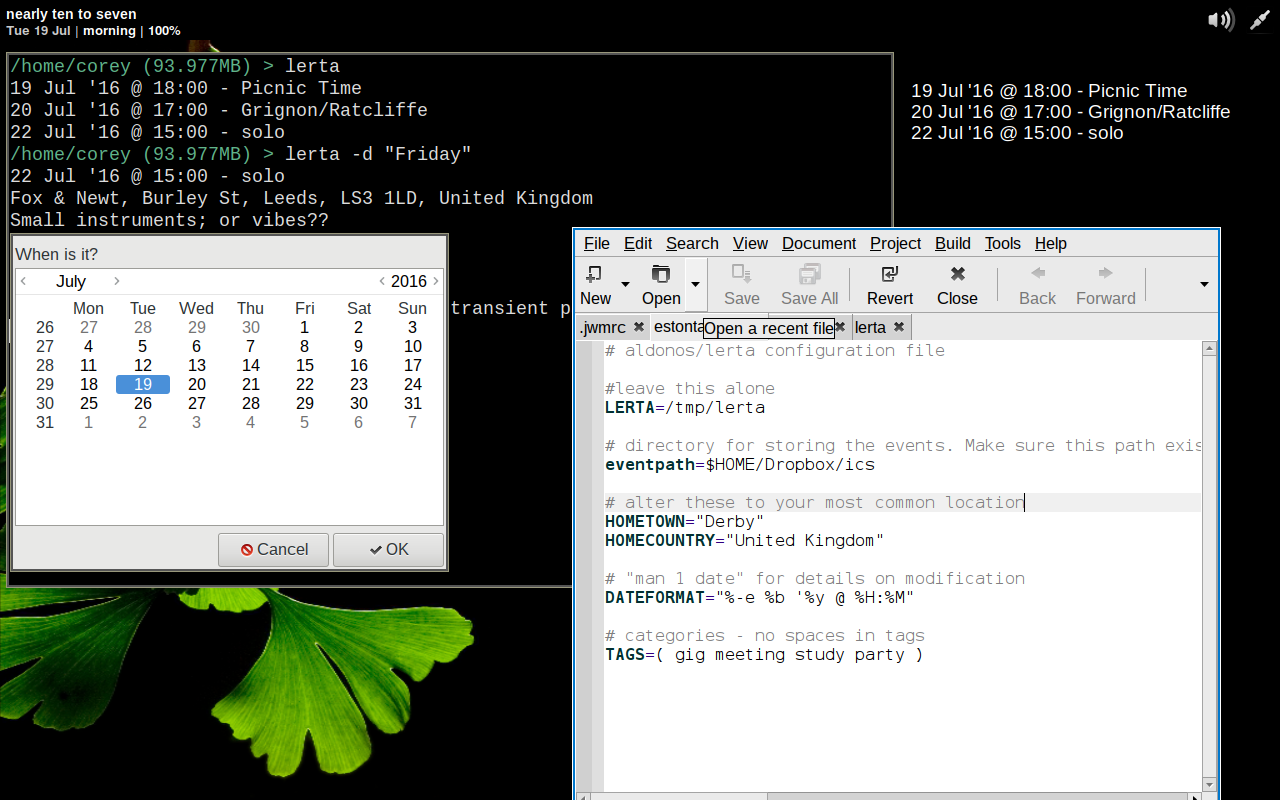 nearly ten to seven
Tue 19 Jul | morning | 100%
/home/corey (93.977MB) > lerta
19 Jul '16 @ 18:00 - Picnic Time
20 Jul '16 @ 17:00 - Grignon/Ratcliffe
22 Jul '16 @ 15:00 - solo
/home/corey (93.977MB) > lerta -d "Friday"
22 Jul '16 @ 15:00 - solo
Fox & Newt, Burley St, Leeds, LS3 1LD, United Kingdom
Small instruments; or vibes??
transient p
19 Jul '16 @ 18:00 - Picnic Time
20 Jul '16 @ 17:00 - Grignon/Ratcliffe
22 Jul '16 @ 15:00 - solo
When is it?
July 2016
Mon Tue Wed Thu Fri Sat Sun
26 27 28 29 30 1 2 3
27 4 5 6 7 8 9 10
28 11 12 13 14 15 16 17
29 18 19 20 21 22 23 24
30 25 26 27 28 29 30 31
31 1 2 3 4 5 6 7
Cancel OK
File Edit Search View Document Project Build Tools Help
New Open Save Save All Revert Close Back Forward
.jwmrc estonta lerta
Open a recent file
# aldonos/lerta configuration file
#leave this alone
LERTA=/tmp/lerta
# directory for storing the events. Make sure this path exis
eventpath=$HOME/Dropbox/ics
# alter these to your most common location
HOMETOWN="Derby"
HOMECOUNTRY="United Kingdom"
# "man 1 date" for details on modification
DATEFORMAT="%-e %b '%y @ %H:%M"
# categories - no spaces in tags
TAGS=( gig meeting study party )